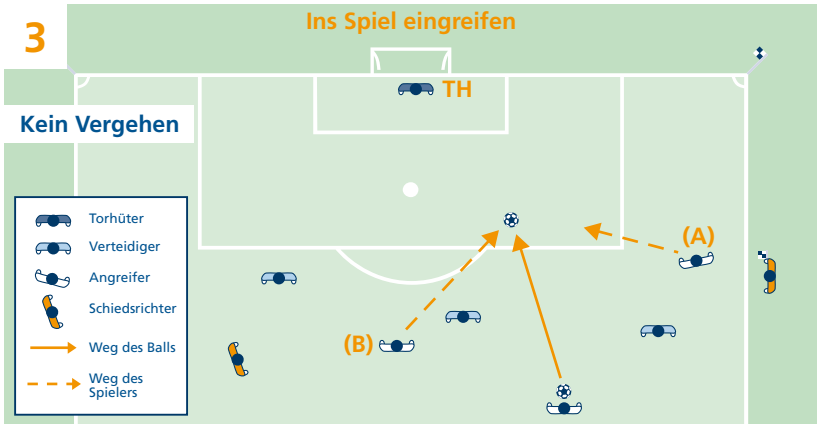 3
Ins Spiel eingreifen
TH
Kein Vergehen
Torhüter
Verteidiger
Angreifer
Schiedsrichter
Weg des Balls
Weg des
Spielers
(A)
(B)